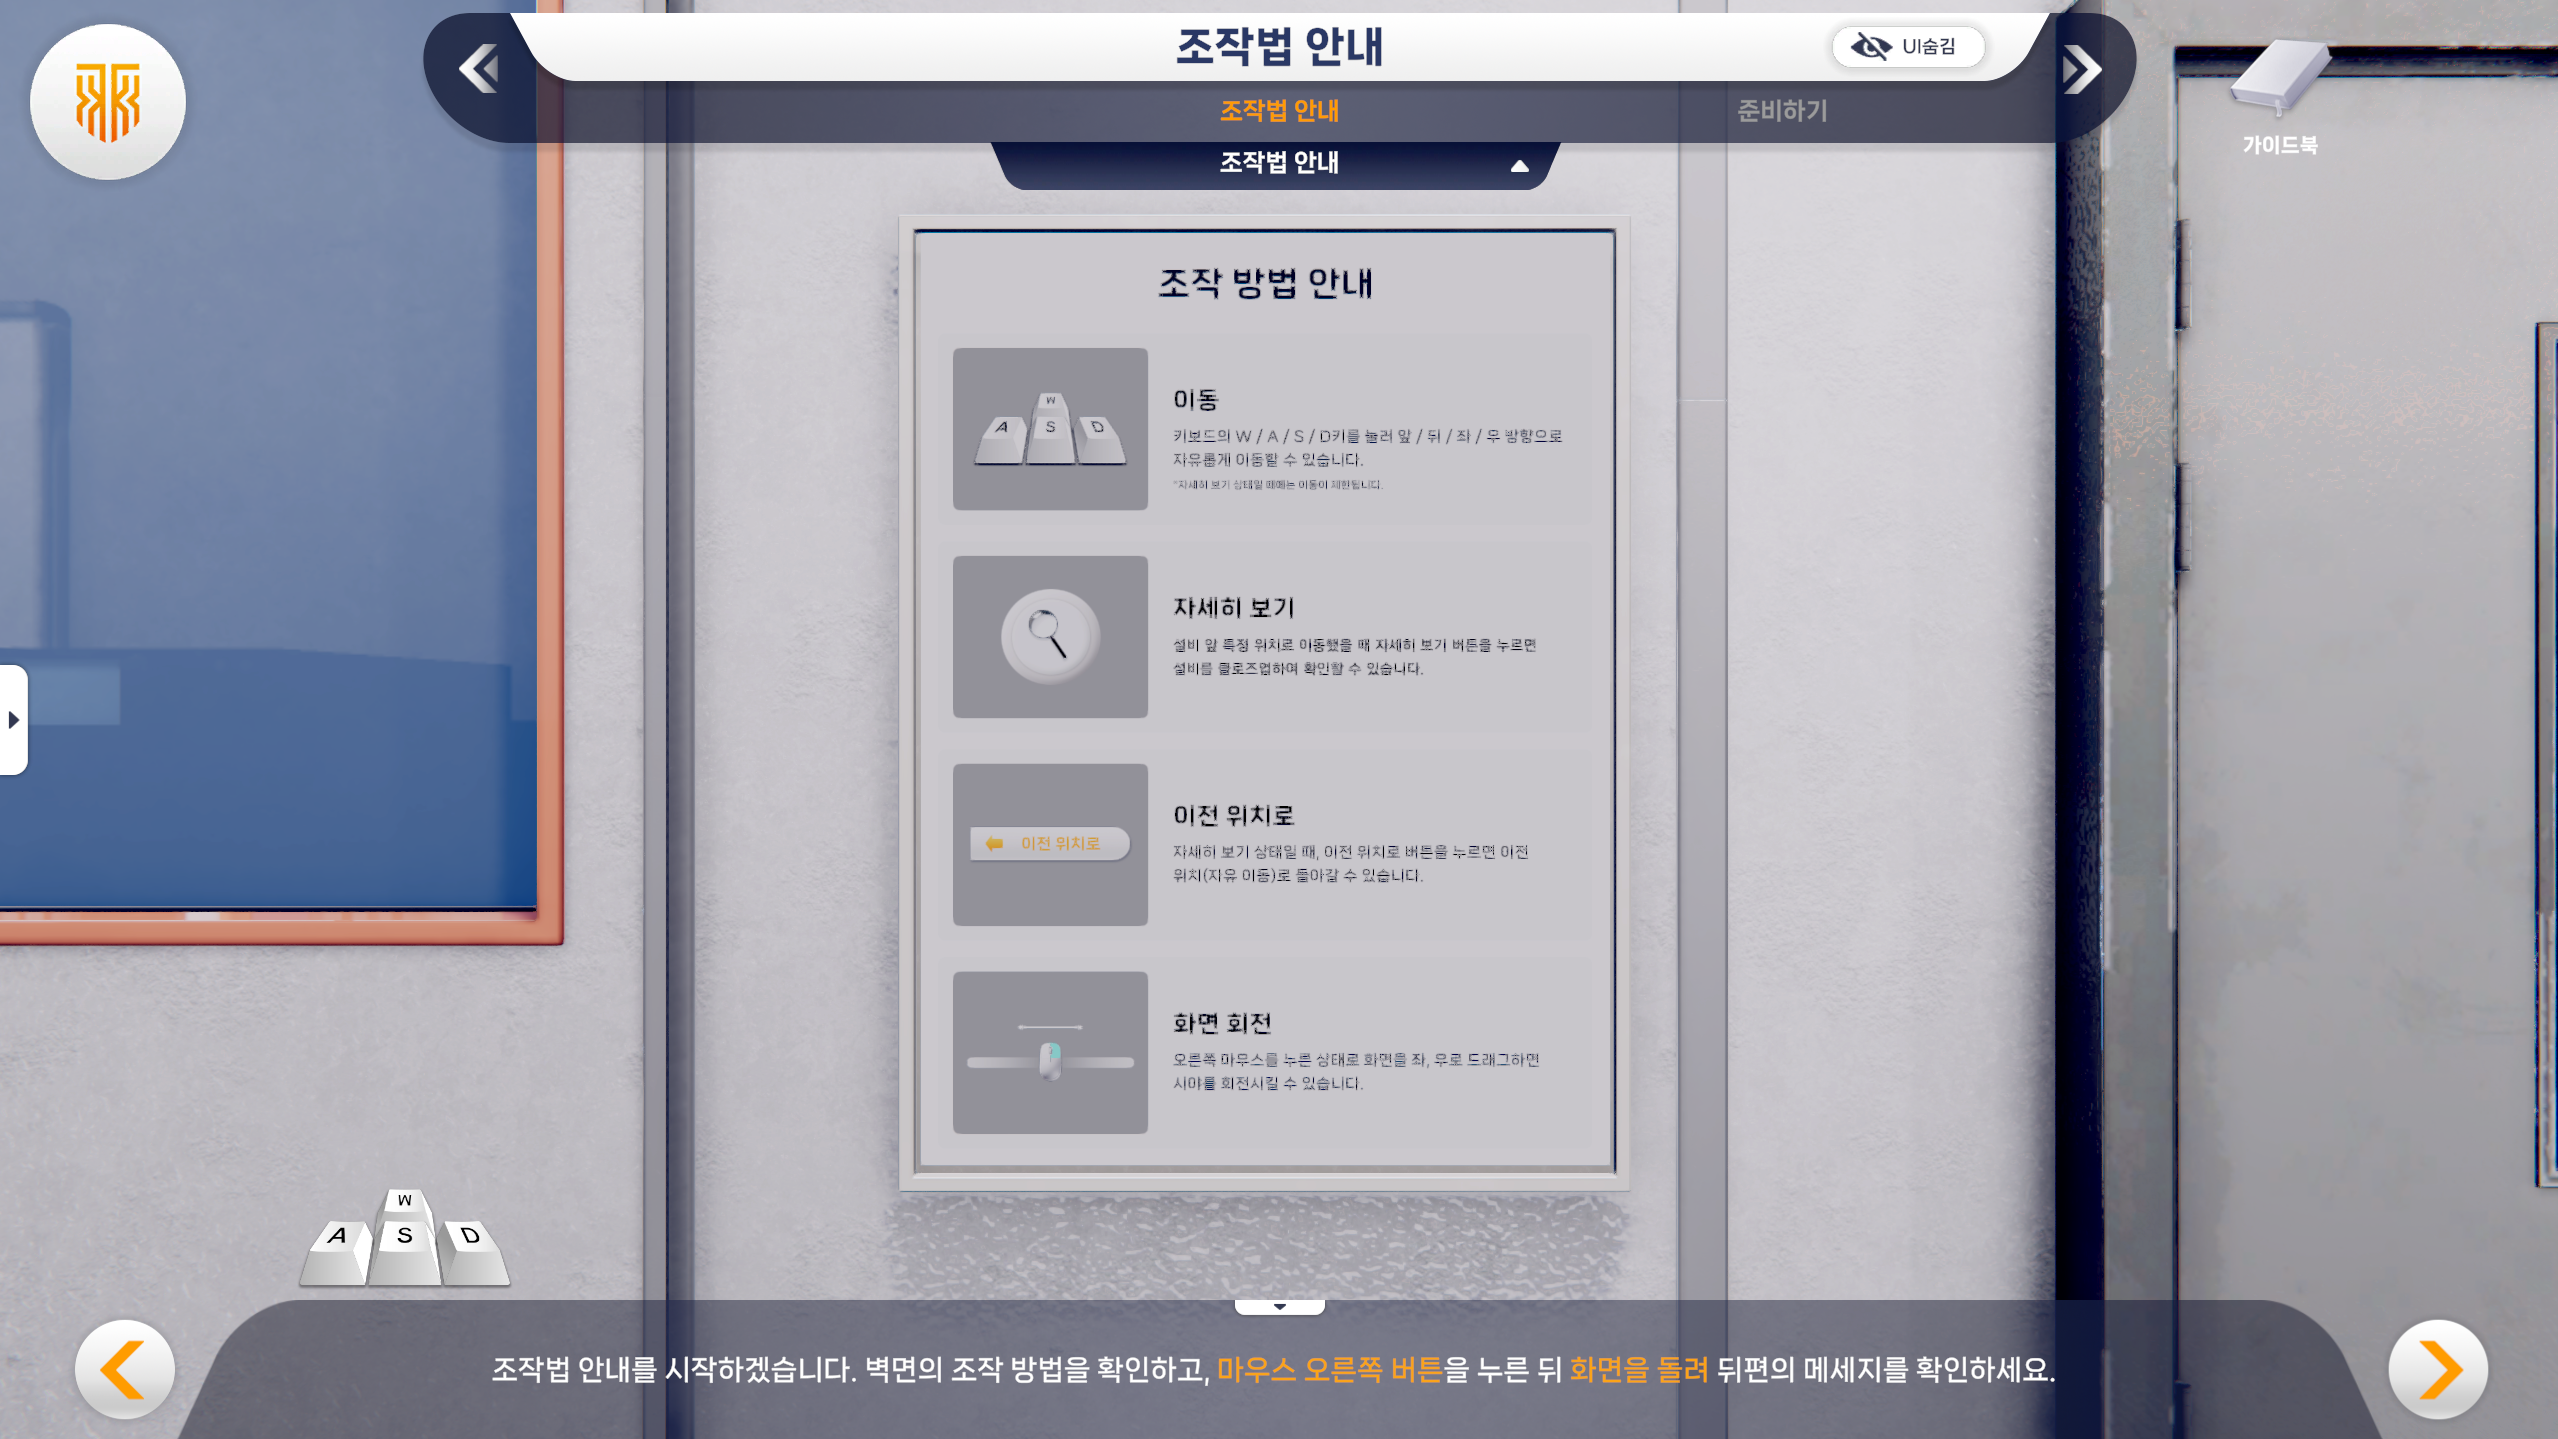 조작법 안내
UI숨김
조작법 안내
준비하기
조작법 안내
가이드북
조작 방법 안내
W
A S D
이동
키보드의 W / A / S / D키를 눌러 앞 / 뒤 / 좌 / 우 방향으로
자유롭게 이동할 수 있습니다.
*자세히 보기 상태일 때에는 이동이 제한됩니다.
자세히 보기
설비 앞 특정 위치로 이동했을 때 자세히 보기 버튼을 누르면
설비를 클로즈업하여 확인할 수 있습니다.
이전 위치로
이전 위치로
자세히 보기 상태일 때, 이전 위치로 버튼을 누르면 이전
위치(자유 이동)로 돌아갈 수 있습니다.
화면 회전
오른쪽 마우스를 누른 상태로 화면을 좌, 우로 드래그하면
시야를 회전시킬 수 있습니다.
W
A S D
조작법 안내를 시작하겠습니다. 벽면의 조작 방법을 확인하고, 마우스 오른쪽 버튼을 누른 뒤 화면을 돌려 뒤편의 메세지를 확인하세요.